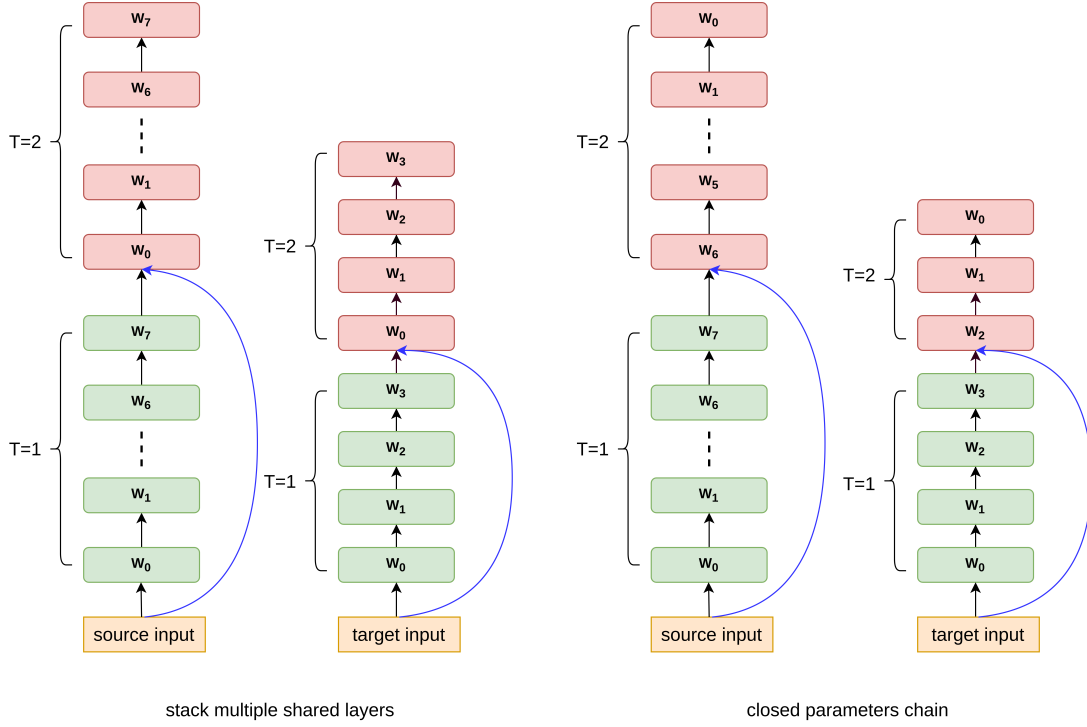 W7
W6
T=2
W1
W0
W7
W6
T=1
W1
W0
source input
W3
W2
T=2
W1
W0
W3
W2
T=1
W1
W0
target input
stack multiple shared layers
W0
W1
T=2
W5
W6
W7
W6
T=1
W1
W0
source input
W0
T=2
W1
W2
W3
W2
T=1
W1
W0
target input
closed parameters chain